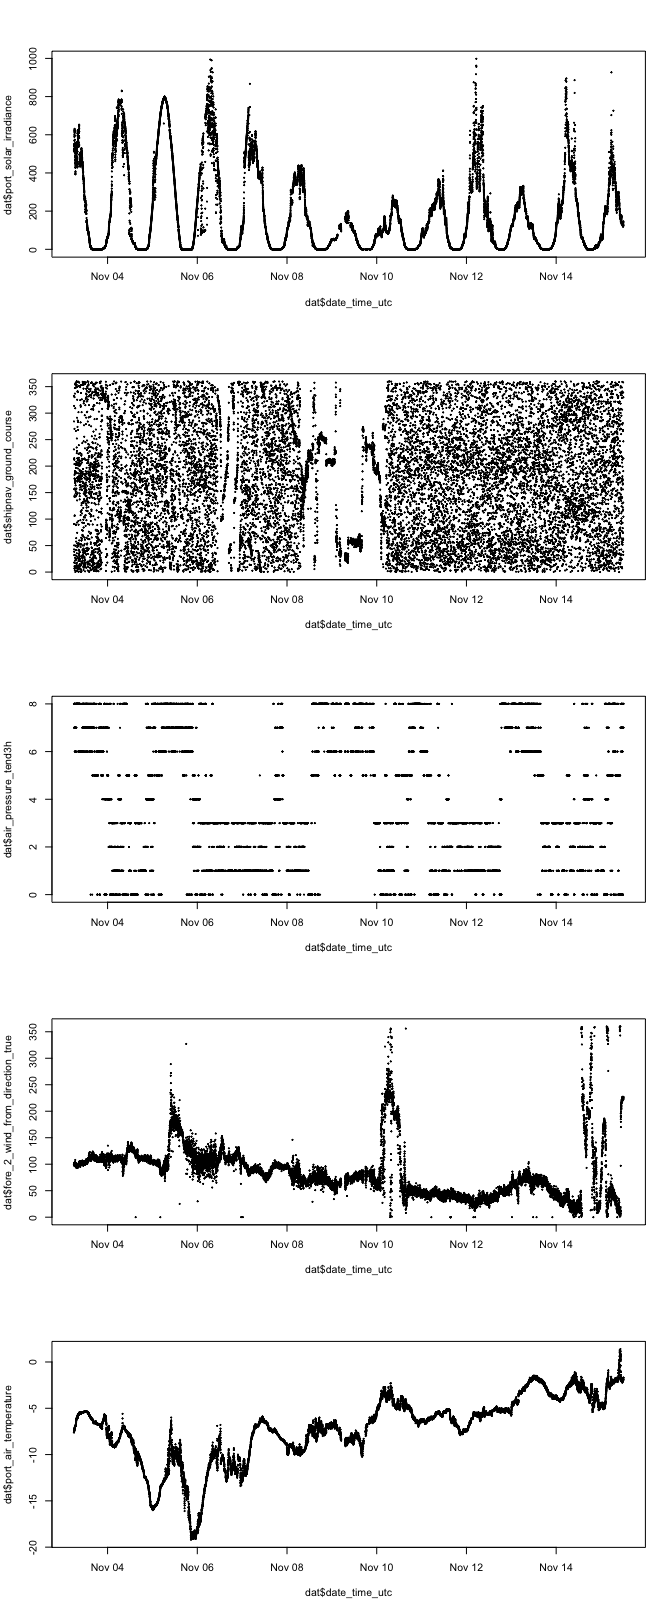 dat$port_solar_irradiance
1000
800
600
400
200
0
Nov 04 Nov 06 Nov 08 Nov 10 Nov 12 Nov 14
dat$date_time_utc
dat$shipnav_ground_course
350
300
250
200
150
100
50
0
Nov 04 Nov 06 Nov 08 Nov 10 Nov 12 Nov 14
dat$date_time_utc
dat$air_pressure_tend3h
8
6
4
2
0
Nov 04 Nov 06 Nov 08 Nov 10 Nov 12 Nov 14
dat$date_time_utc
dat$fore_2_wind_from_direction_true
350
300
250
200
150
100
50
0
Nov 04 Nov 06 Nov 08 Nov 10 Nov 12 Nov 14
dat$date_time_utc
dat$port_air_temperature
0
-5
-10
-15
-20
Nov 04 Nov 06 Nov 08 Nov 10 Nov 12 Nov 14
dat$date_time_utc